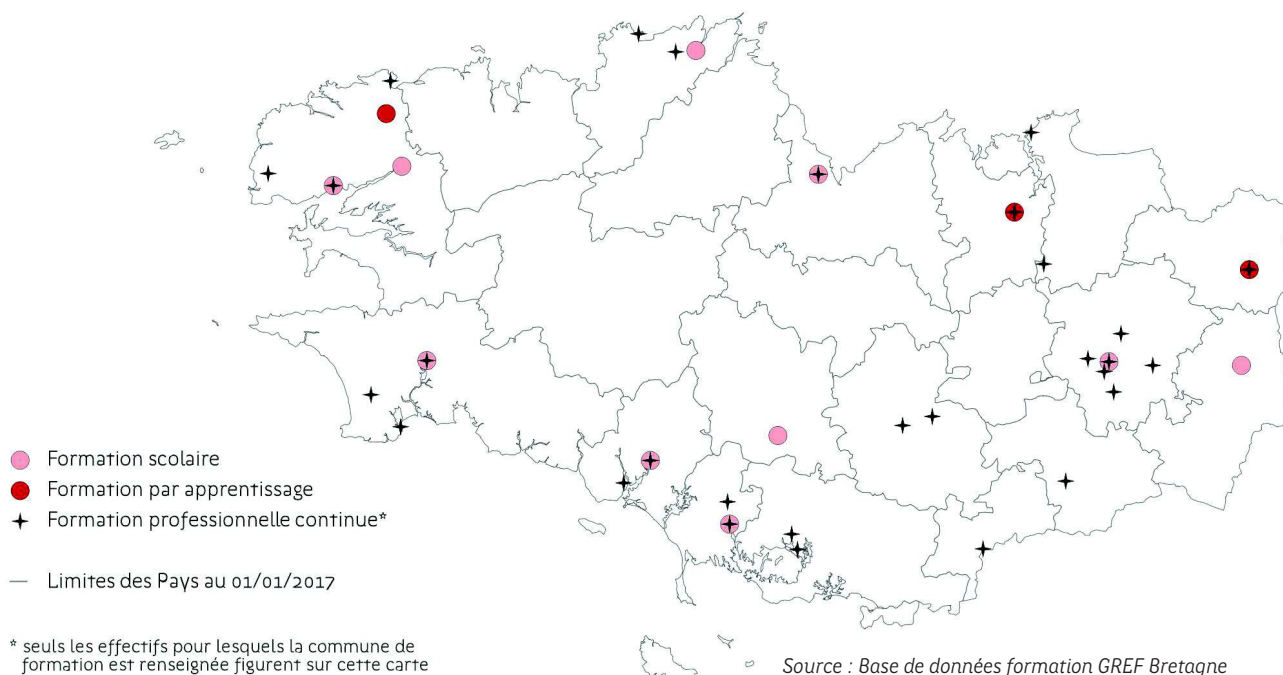 Formation scolaire
Formation par apprentissage
Formation professionnelle continue*
Limites des Pays au 01/01/2017
* seuls les effectifs pour lesquels la commune de
formation est renseignée figurent sur cette carte
Source : Base de données formation GREF Bretagne